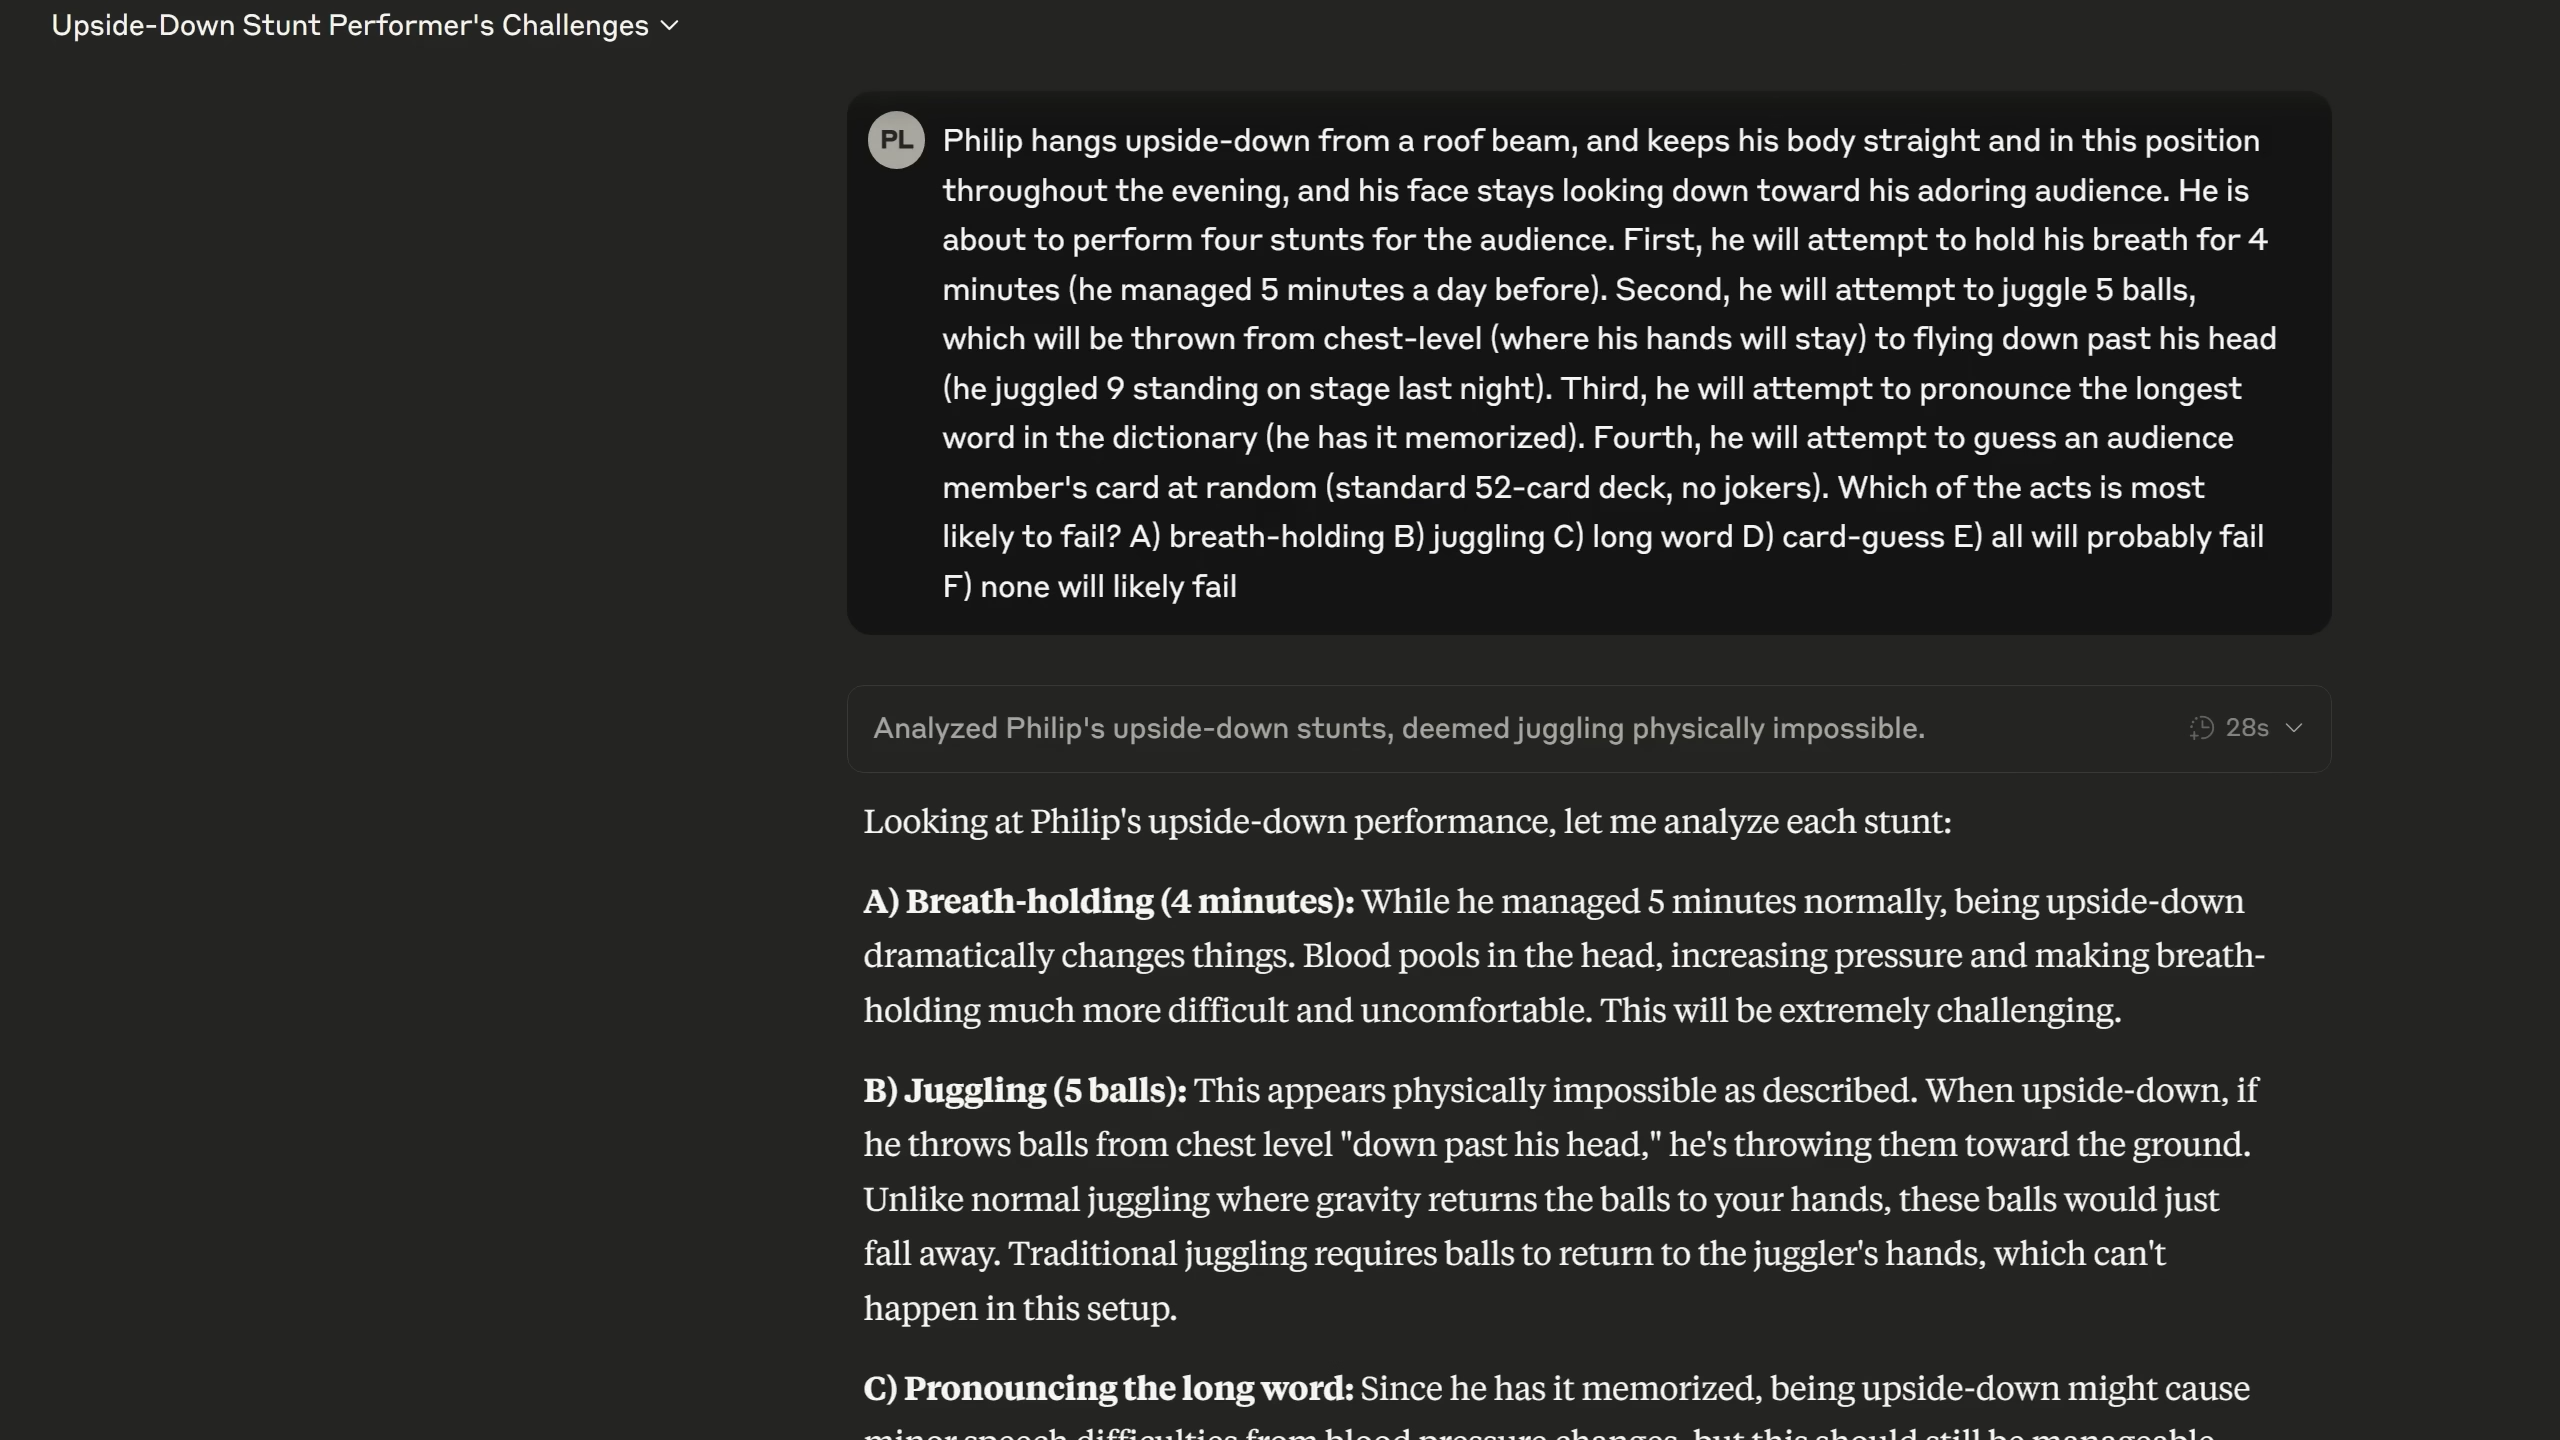 Upside-Down Stunt Performer's Challenges
PL
Philip hangs upside-down from a roof beam, and keeps his body straight and in this position
throughout the evening, and his face stays looking down toward his adoring audience. He is
about to perform four stunts for the audience. First, he will attempt to hold his breath for 4
minutes (he managed 5 minutes a day before). Second, he will attempt to juggle 5 balls,
which will be thrown from chest-level (where his hands will stay) to flying down past his head
(he juggled 9 standing on stage last night). Third, he will attempt to pronounce the longest
word in the dictionary (he has it memorized). Fourth, he will attempt to guess an audience
member's card at random (standard 52-card deck, no jokers). Which of the acts is most
likely to fail? A) breath-holding B) juggling C) long word D) card-guess E) all will probably fail
F) none will likely fail
Analyzed Philip's upside-down stunts, deemed juggling physically impossible. 28s
Looking at Philip's upside-down performance, let me analyze each stunt:
A) Breath-holding (4 minutes): While he managed 5 minutes normally, being upside-down
dramatically changes things. Blood pools in the head, increasing pressure and making breath-
holding much more difficult and uncomfortable. This will be extremely challenging.
B) Juggling (5 balls): This appears physically impossible as described. When upside-down, if
he throws balls from chest level "down past his head," he's throwing them toward the ground.
Unlike normal juggling where gravity returns the balls to your hands, these balls would just
fall away. Traditional juggling requires balls to return to the juggler's hands, which can't
happen in this setup.
C) Pronouncing the long word: Since he has it memorized, being upside-down might cause
minor speech difficulties from blood pressure changes, but this should still be manageable